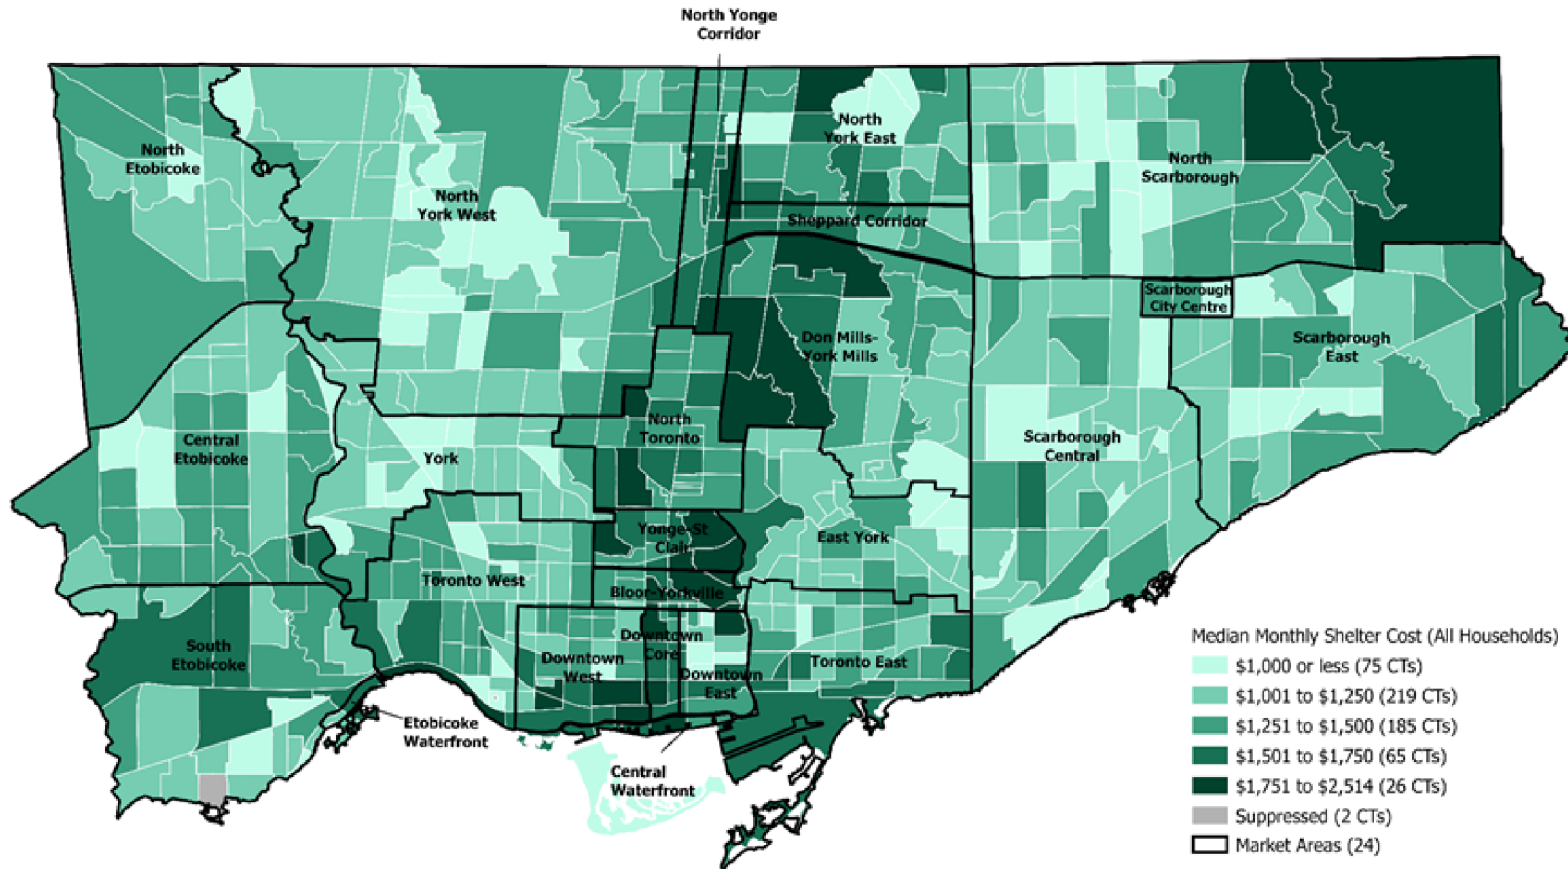 North Yonge
Corridor
North
Etobicoke
North
York West
North
York East
North
Scarborough
Sheppard Corridor
Scarborough
City Centre
Scarborough
East
Don Mills-
York Mills
North
Toronto
Central
Etobicoke
York
Scarborough
Central
Yonge-St
Clair
East York
Toronto West
Bloor-Yorkville
South
Etobicoke
Downtown
Core
Downtown
West
Downtown
East
Toronto East
Etobicoke
Waterfront
Central
Waterfront
Median Monthly Shelter Cost (All Households)
$1,000 or less (75 CTs)
$1,001 to $1,250 (219 CTs)
$1,251 to $1,500 (185 CTs)
$1,501 to $1,750 (65 CTs)
$1,751 to $2,514 (26 CTs)
Suppressed (2 CTs)
Market Areas (24)